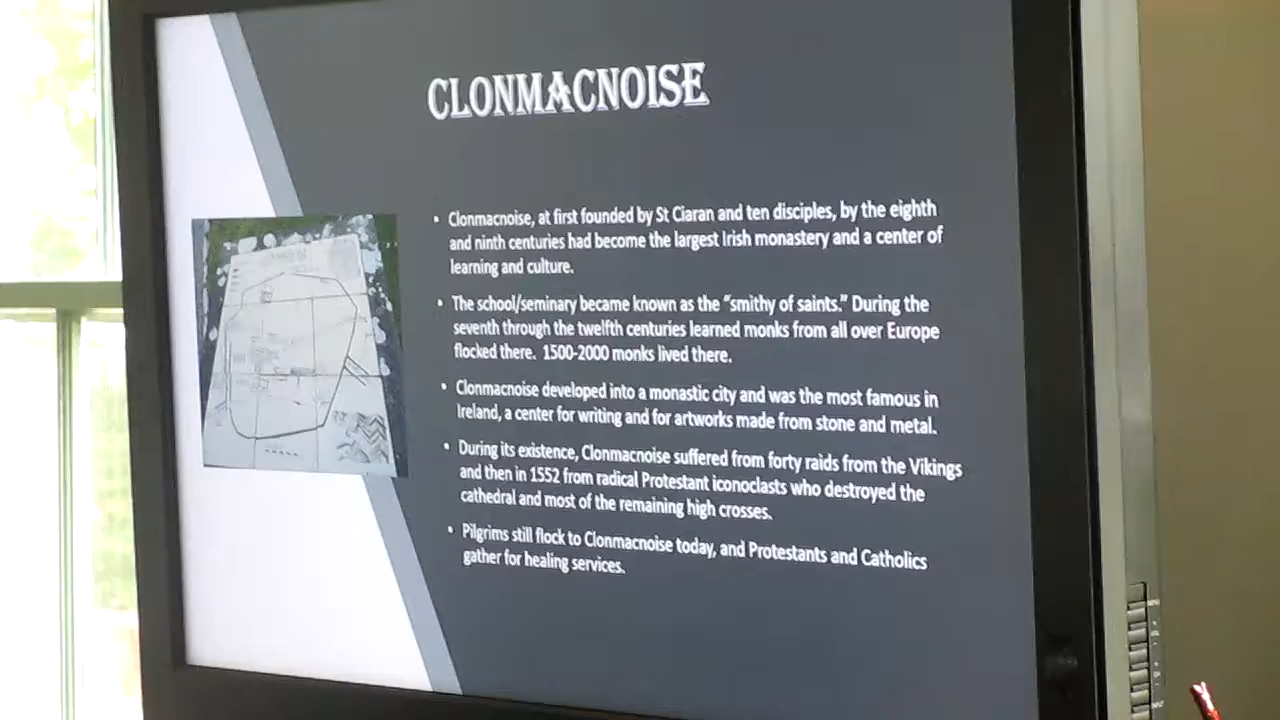 CLONMACNOISE
• Clonmacnoise, at first founded by St Ciaran and ten disciples, by the eighth
and ninth centuries had become the largest Irish monastery and a center of
learning and culture.
• The school/seminary became known as the “smithy of saints.” During the
seventh through the twelfth centuries learned monks from all over Europe
flocked there. 1500-2000 monks lived there.
• Clonmacnoise developed into a monastic city and was the most famous in
Ireland, a center for writing and for artworks made from stone and metal.
• During its existence, Clonmacnoise suffered from forty raids from the Vikings
and then in 1552 from radical Protestant iconoclasts who destroyed the
cathedral and most of the remaining high crosses.
• Pilgrims still flock to Clonmacnoise today, and Protestants and Catholics
gather for healing services.